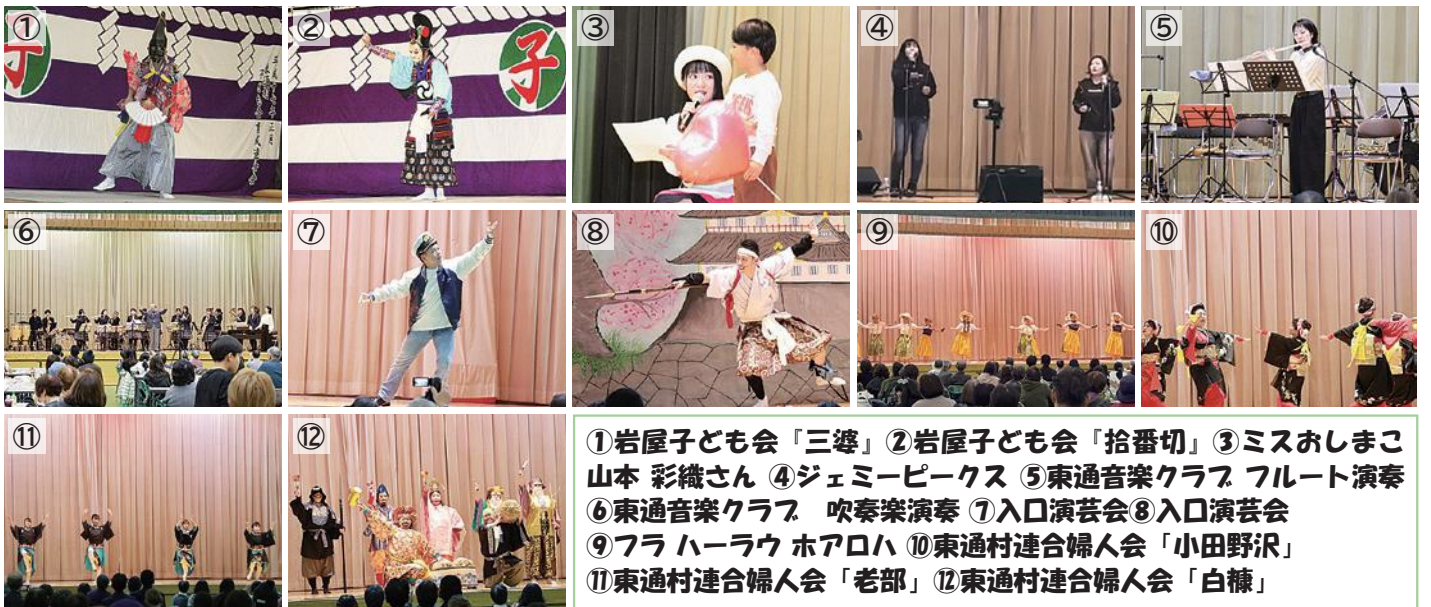 ①
②
③
④
⑤
子
子
⑥
⑦
⑧
⑨
⑩
⑪
⑫
①岩屋子ども会『三婆』②岩屋子ども会『拾番切』③ミスおしまこ
山本 彩織さん ④ジェミーピークス ⑤東通音楽クラブ フルート演奏
⑥東通音楽クラブ　吹奏楽演奏 ⑦入口演芸会⑧入口演芸会
⑨フラ ハーラウ ホアロハ ⑩東通村連合婦人会「小田野沢」
⑪東通村連合婦人会「老部」⑫東通村連合婦人会「白糠」